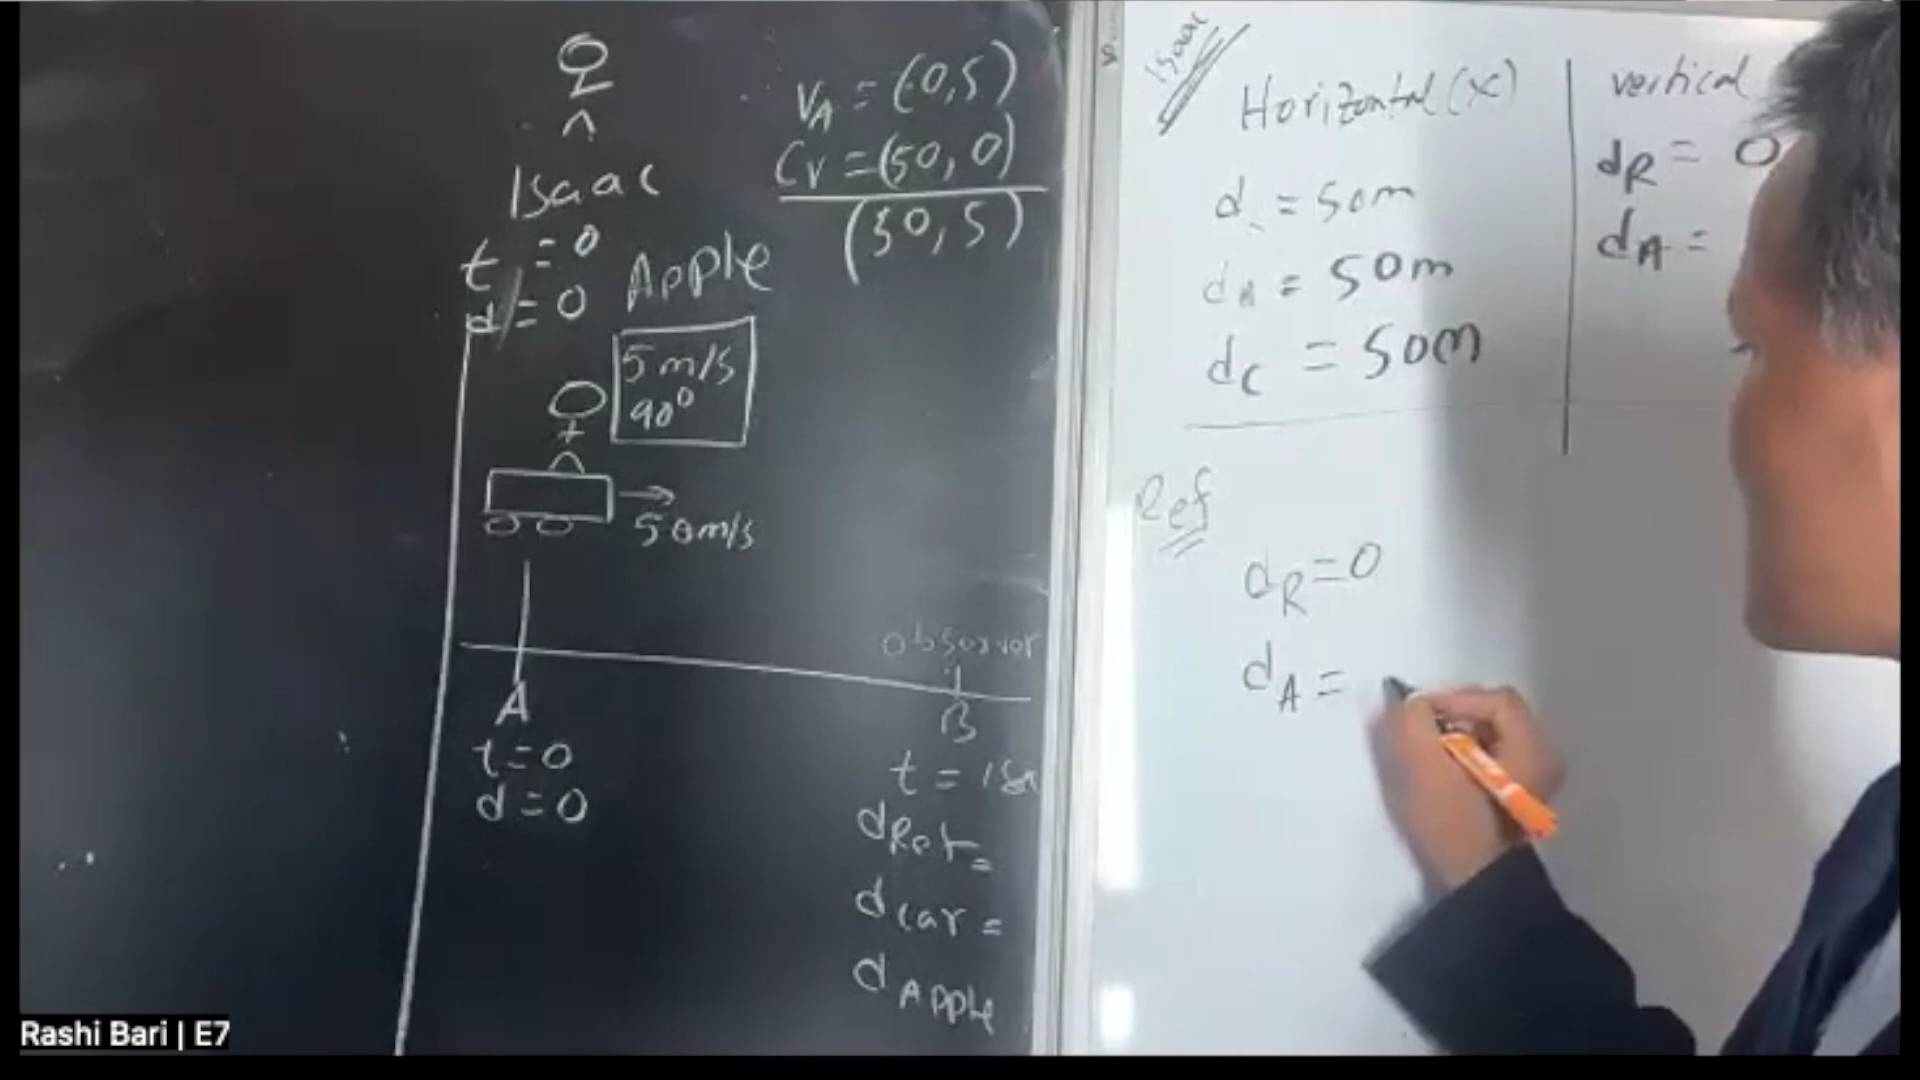 Isaac
t = 0
d = 0
Apple
5 m/s
90°
50m/s
A
t = 0
d = 0
VA = (0,5)
CV = (50, 0)
(50, 5)
Observer
B
t =
dRef =
dcar =
dApple
Isaac
Horizontal (x)
d = 50m
dA = 50m
dC = 50m
vertical
dR = 0
dA =
Ref
dR = 0
dA =
Rashi Bari | E7